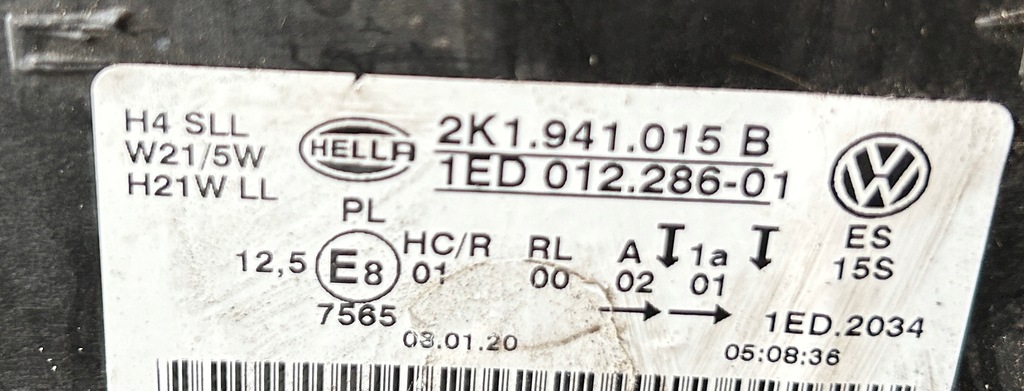 H4 SLL
W21/5W
H21W LL
HELLA
2K1.941.015 B
1ED 012.286-01
VW
PL
12,5 E8 HC/R 01 RL 00 A 02 1a 01
7565
ES
15S
03.01.20
1ED.2034
05:08:36